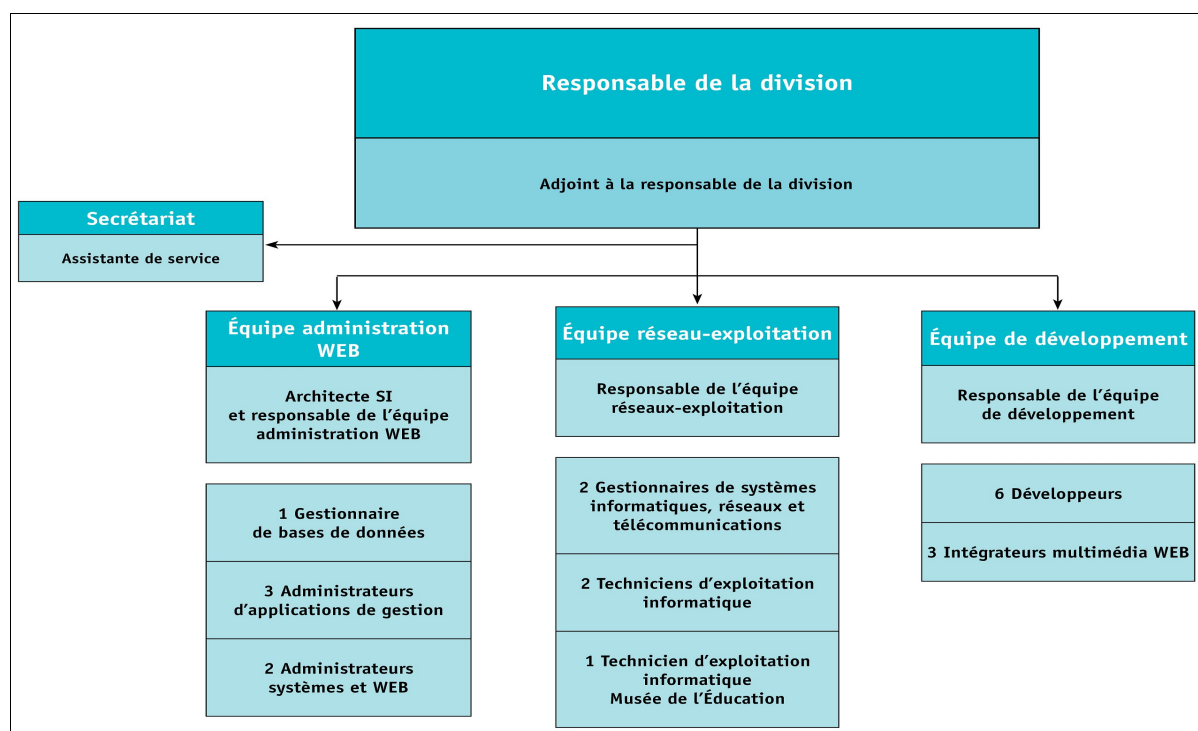 Responsable de la division
Adjoint à la responsable de la division
Secrétariat
Assistante de service
Équipe administration
WEB
Architecte SI
et responsable de l’équipe
administration WEB
1 Gestionnaire
de bases de données
3 Administrateurs
d’applications de gestion
2 Administrateurs
systèmes et WEB
Équipe réseau-exploitation
Responsable de l’équipe
réseaux-exploitation
2 Gestionnaires de systèmes
informatiques, réseaux et
télécommunications
2 Techniciens d’exploitation
informatique
1 Technicien d’exploitation
informatique
Musée de l’Éducation
Équipe de développement
Responsable de l’équipe
de développement
6 Développeurs
3 Intégrateurs multimédia WEB